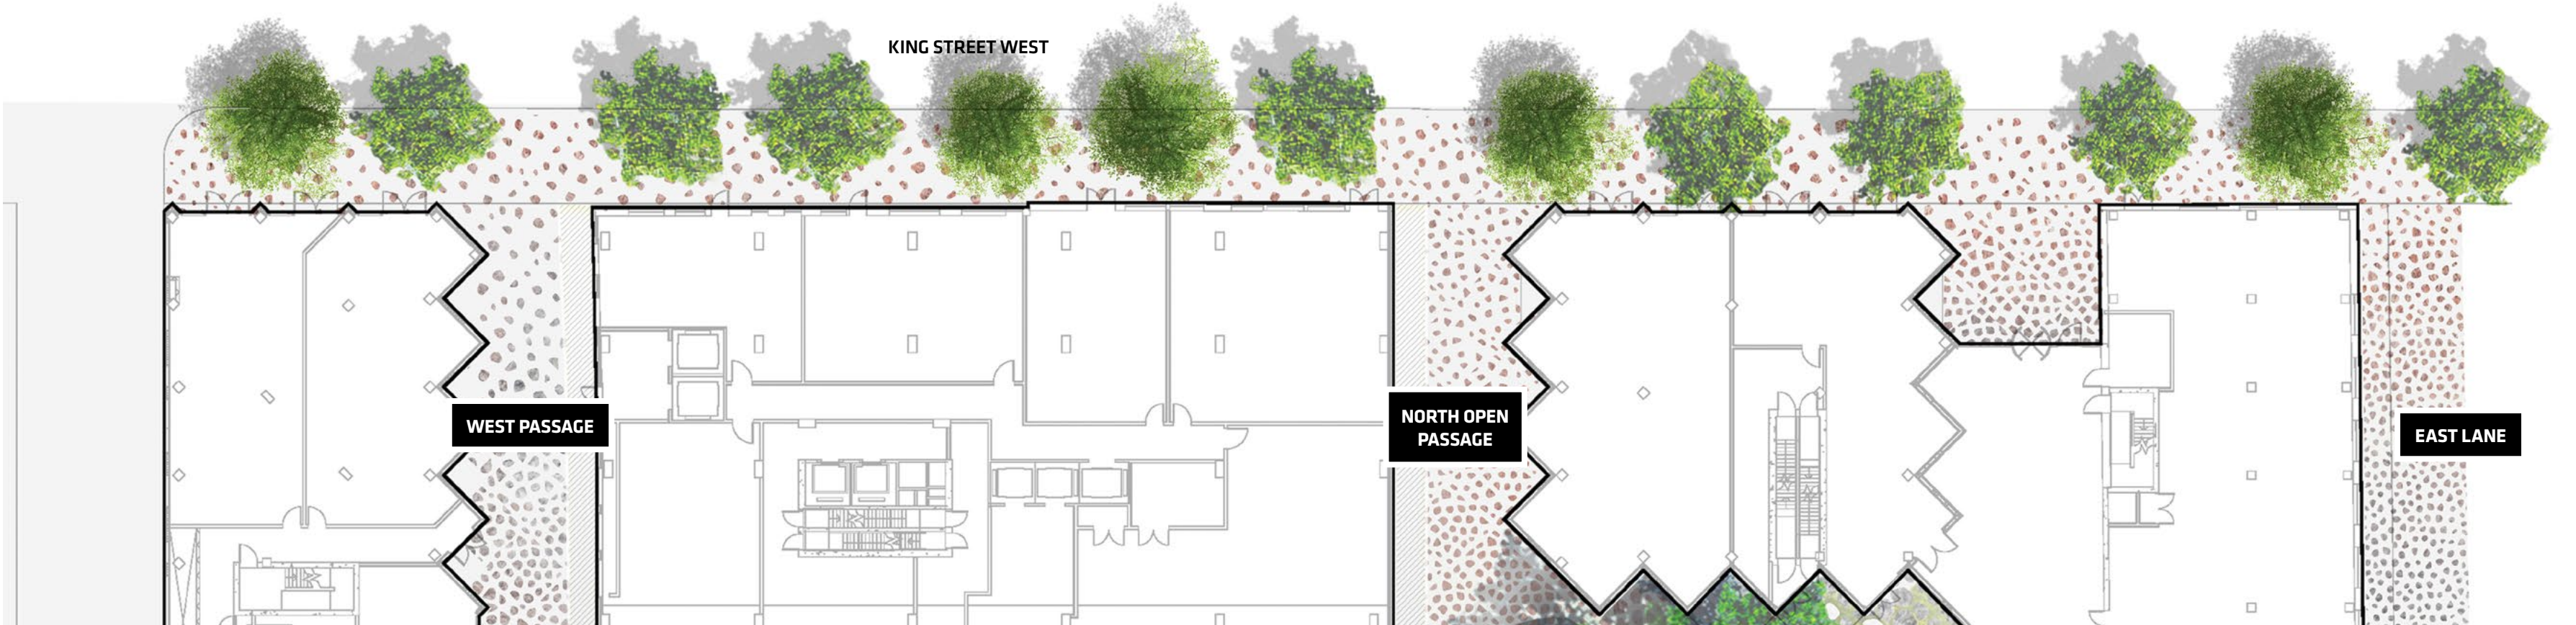 KING STREET WEST
WEST PASSAGE
NORTH OPEN
PASSAGE
EAST LANE